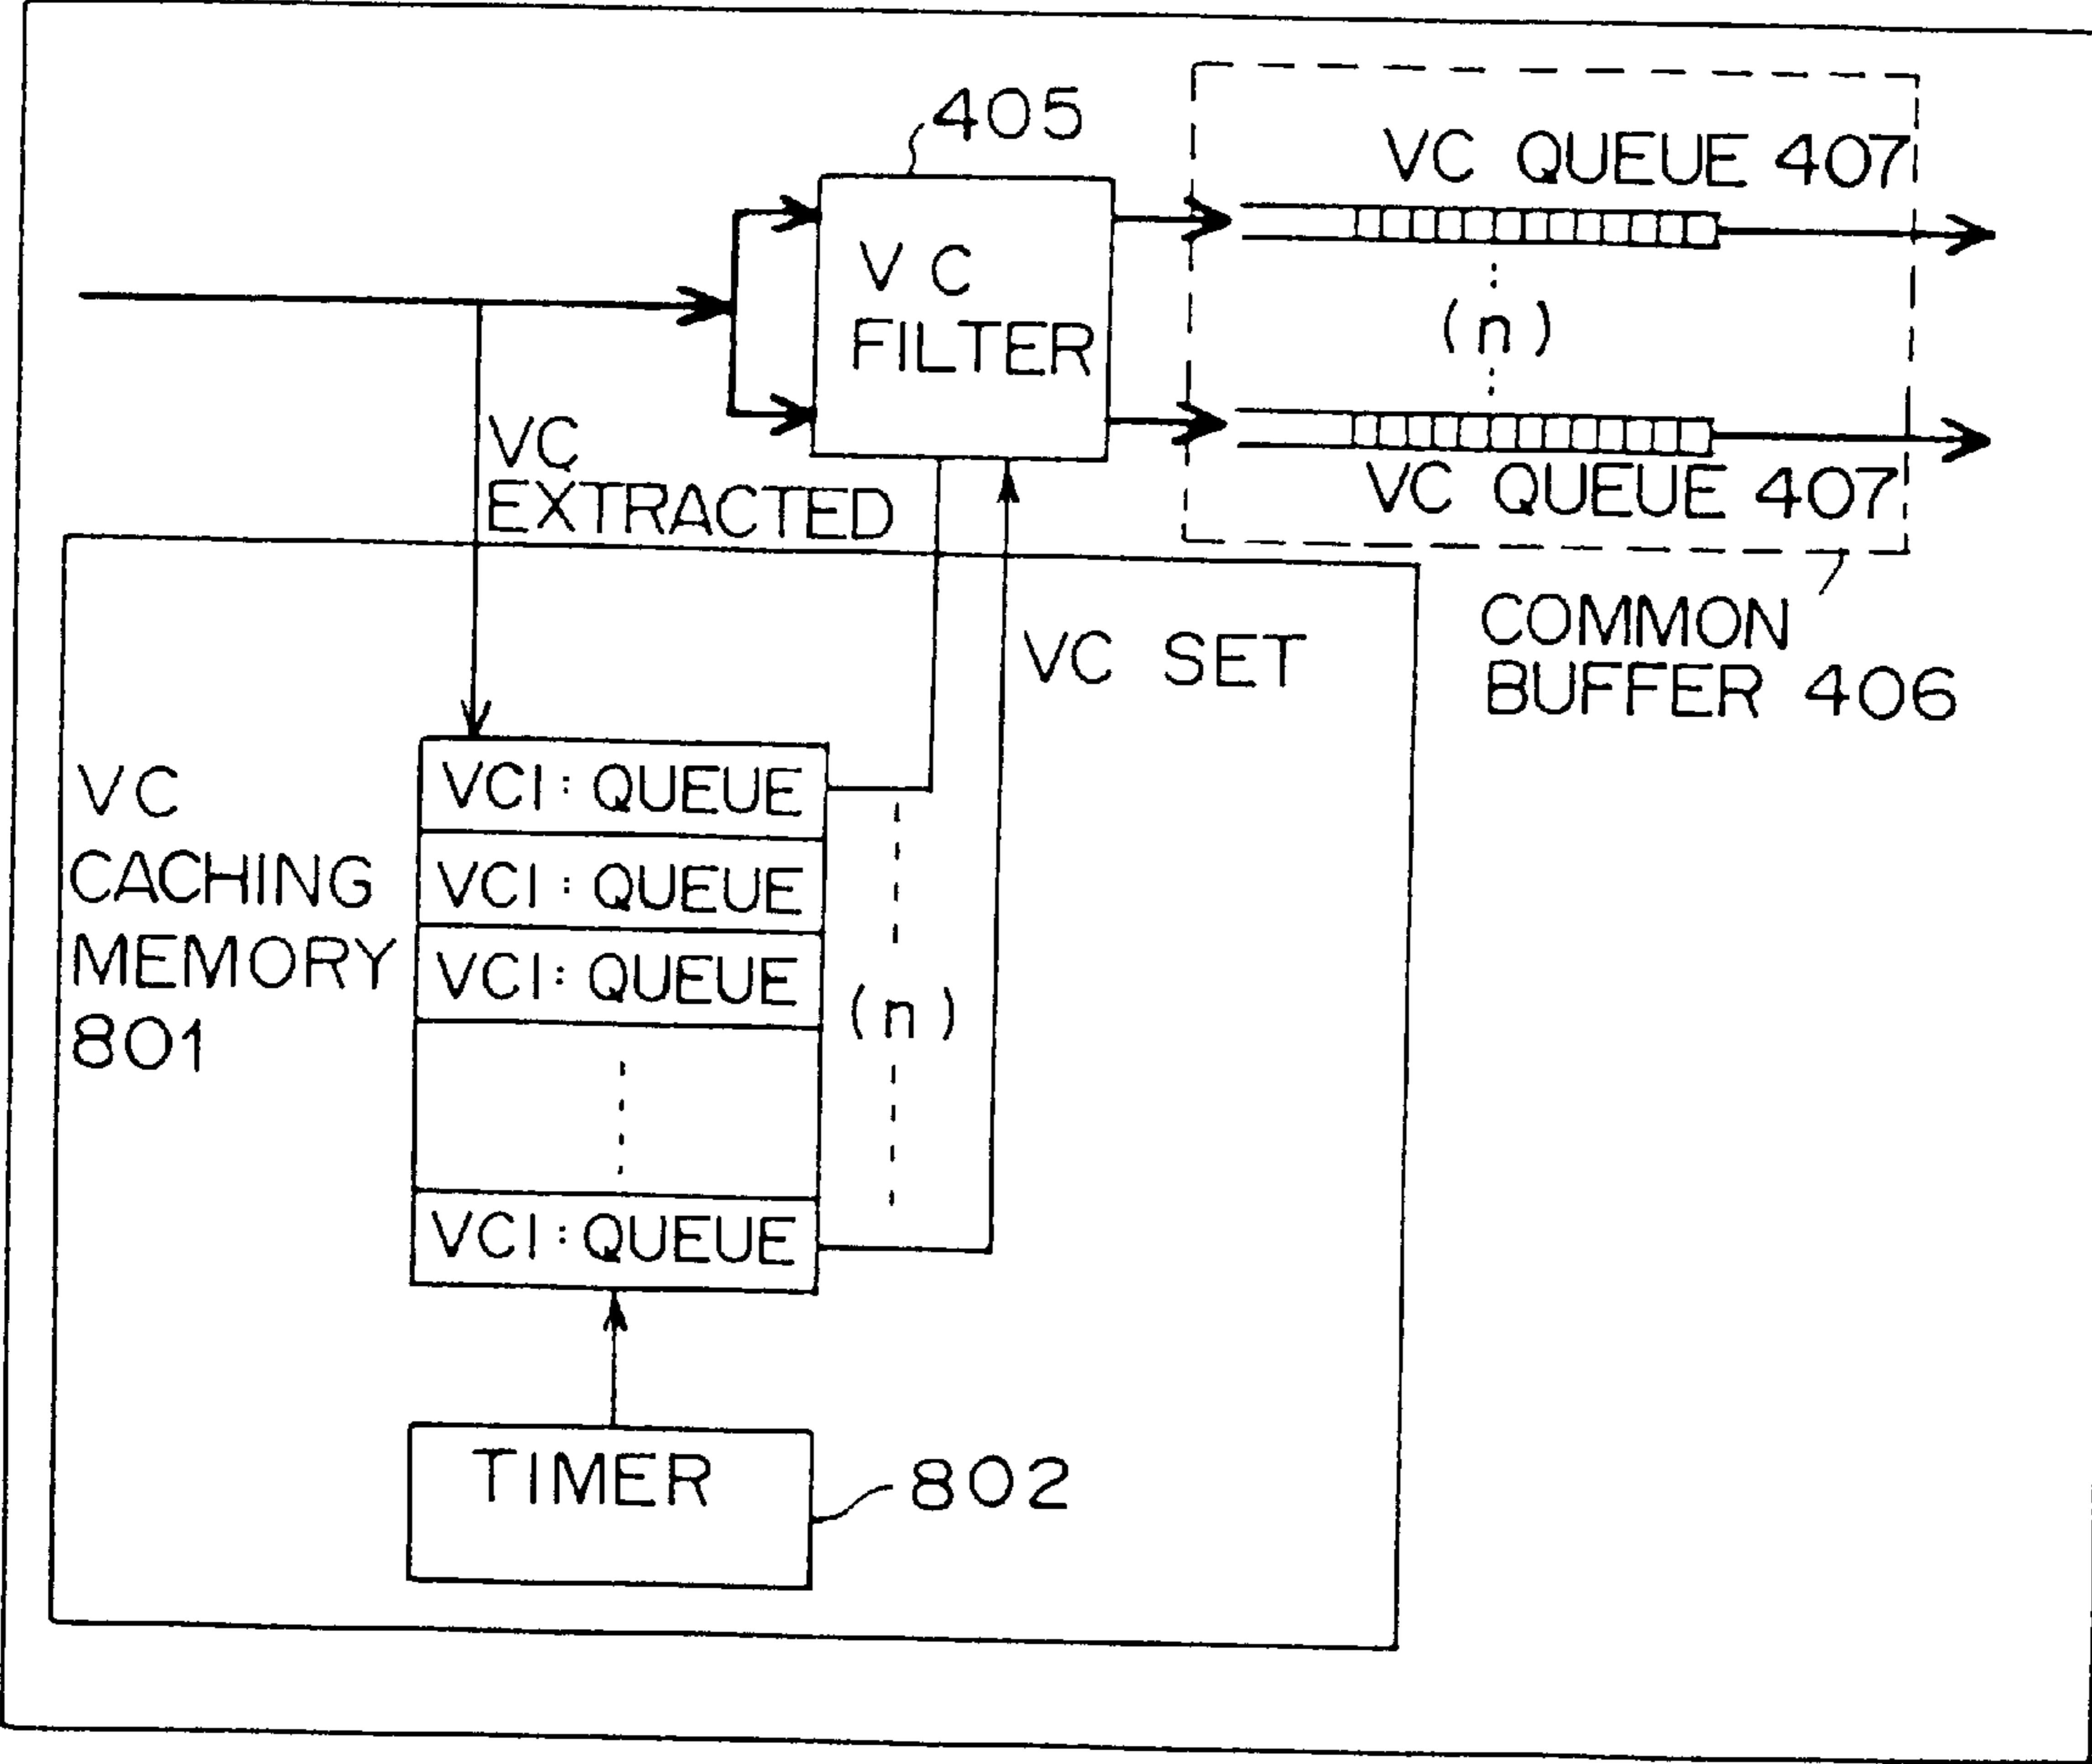 405
VC QUEUE 407
VC
FILTER
(n)
VC QUEUE 407
VC
EXTRACTED
COMMON
BUFFER 406
VC SET
VC
CACHING
MEMORY
801
VCI: QUEUE
VCI: QUEUE
VCI: QUEUE
(n)
VCI: QUEUE
TIMER
802